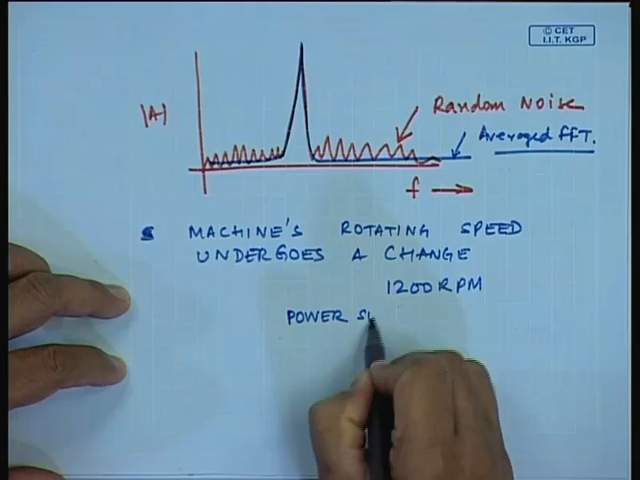 © CET
I.I.T. KGP
|A|
Random Noise
Averaged FFT.
f
MACHINE'S ROTATING SPEED
UNDERGOES A CHANGE
1200 RPM
POWER